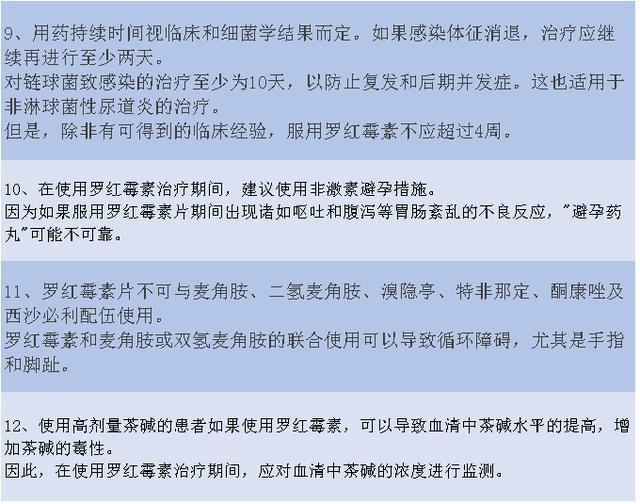 9、用药持续时间视临床和细菌学结果而定。如果感染体征消退，治疗应继
续再进行至少两天。
对链球菌致感染的治疗至少为10天，以防止复发和后期并发症。这也适用于
非淋球菌性尿道炎的治疗。
但是，除非有可得到的临床经验，服用罗红霉素不应超过4周。
10、在使用罗红霉素治疗期间，建议使用非激素避孕措施。
因为如果服用罗红霉素片期间出现诸如呕吐和腹泻等胃肠紊乱的不良反应，"避孕药
丸"可能不可靠。
11、罗红霉素片不可与麦角胺、二氢麦角胺、溴隐亭、特非那定、酮康唑及
西沙必利配伍使用。
罗红霉素和麦角胺或双氢麦角胺的联合使用可以导致循环障碍，尤其是手指
和脚趾。
12、使用高剂量茶碱的患者如果使用罗红霉素，可以导致血清中茶碱水平的提高，增
加茶碱的毒性。
因此，在使用罗红霉素治疗期间，应对血清中茶碱的浓度进行监测。